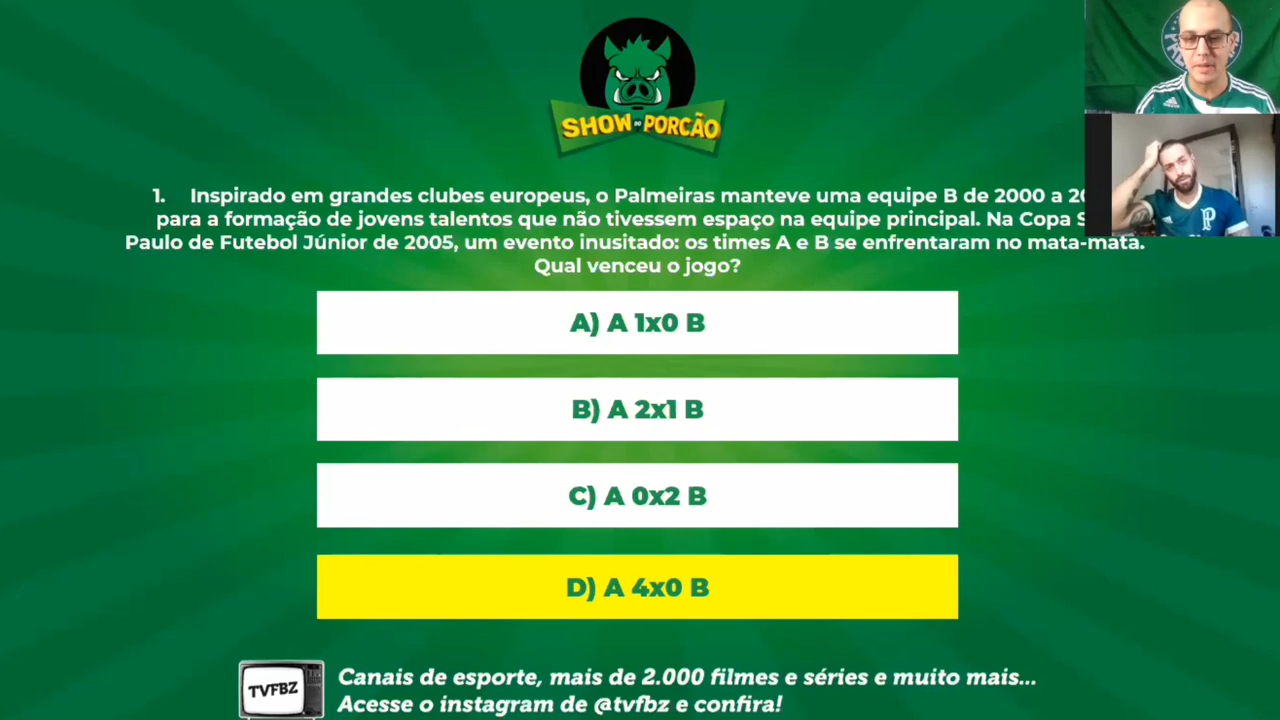 SHOW DO PORCÃO
1. Inspirado em grandes clubes europeus, o Palmeiras manteve uma equipe B de 2000 a
para a formação de jovens talentos que não tivessem espaço na equipe principal. Na Copa
Paulo de Futebol Júnior de 2005, um evento inusitado: os times A e B se enfrentaram no mata-mata.
Qual venceu o jogo?
A) A 1x0 B
B) A 2x1 B
C) A 0x2 B
D) A 4x0 B
TVFBZ
Canais de esporte, mais de 2.000 filmes e séries e muito mais...
Acesse o instagram de @tvfbz e confira!